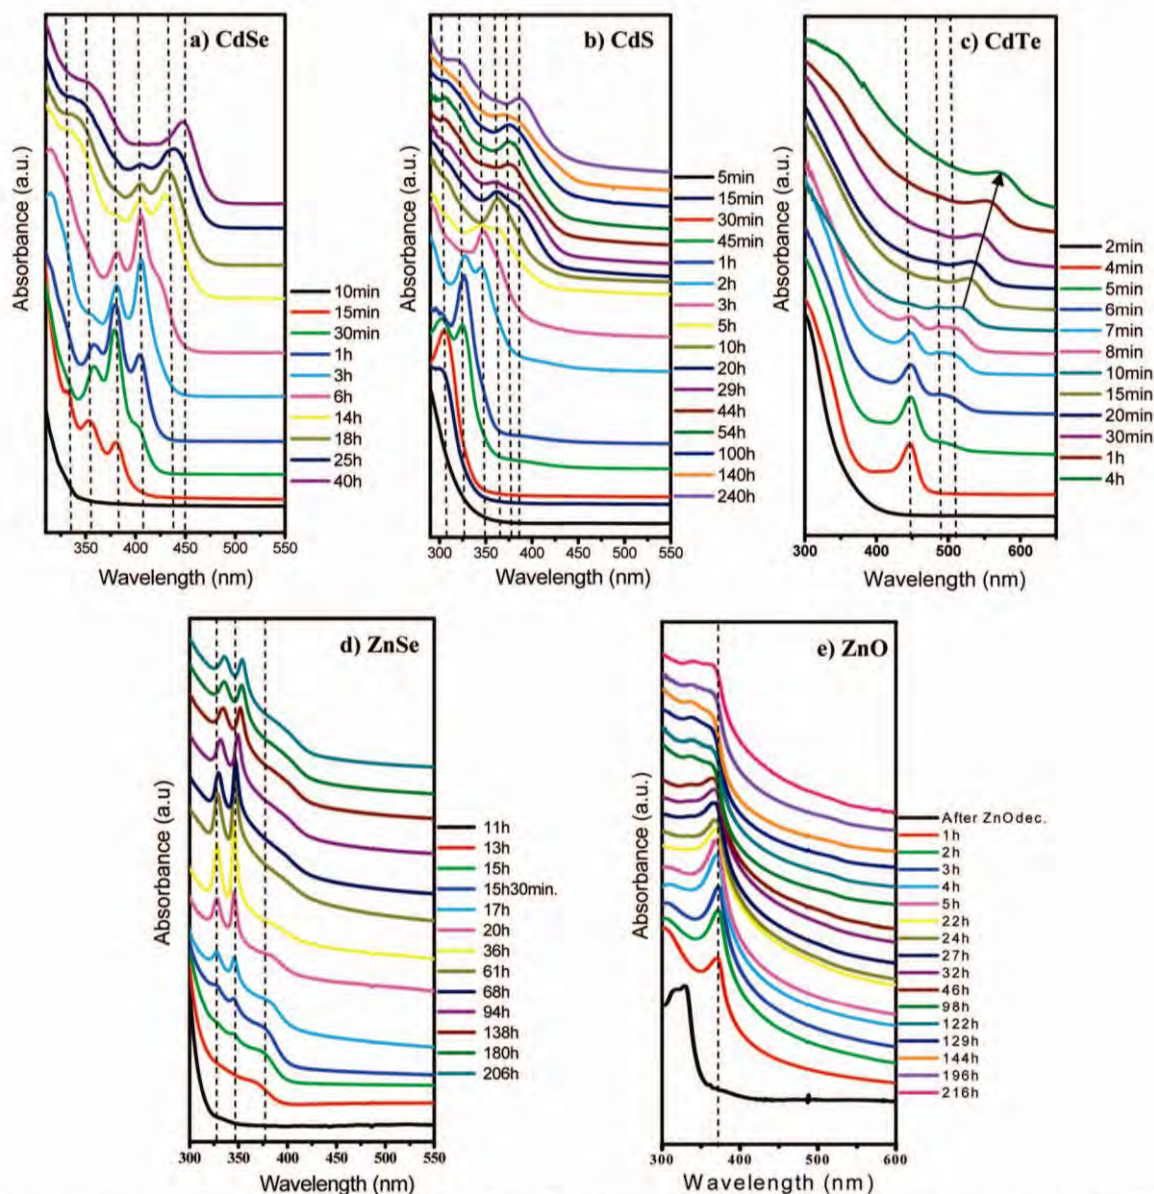 a) CdSe
Absorbance (a.u.)
10min
15min
30min
1h
3h
6h
14h
18h
25h
40h
350 400 450 500 550
Wavelength (nm)
b) CdS
Absorbance (a.u.)
5min
15min
30min
45min
1h
2h
3h
5h
10h
20h
29h
44h
54h
100h
140h
240h
300 350 400 450 500 550
Wavelength (nm)
c) CdTe
Absorbance (a.u.)
2min
4min
5min
6min
7min
8min
10min
15min
20min
30min
1h
4h
300 400 500 600
Wavelength (nm)
d) ZnSe
Absorbance (a.u)
11h
13h
15h
15h30min.
17h
20h
36h
61h
68h
94h
138h
180h
206h
300 350 400 450 500 550
Wavelength (nm)
e) ZnO
Absorbance (a.u.)
After ZnO dec.
1h
2h
3h
4h
5h
22h
24h
27h
32h
46h
98h
122h
129h
144h
196h
216h
300 400 500 600
Wavelength (nm)